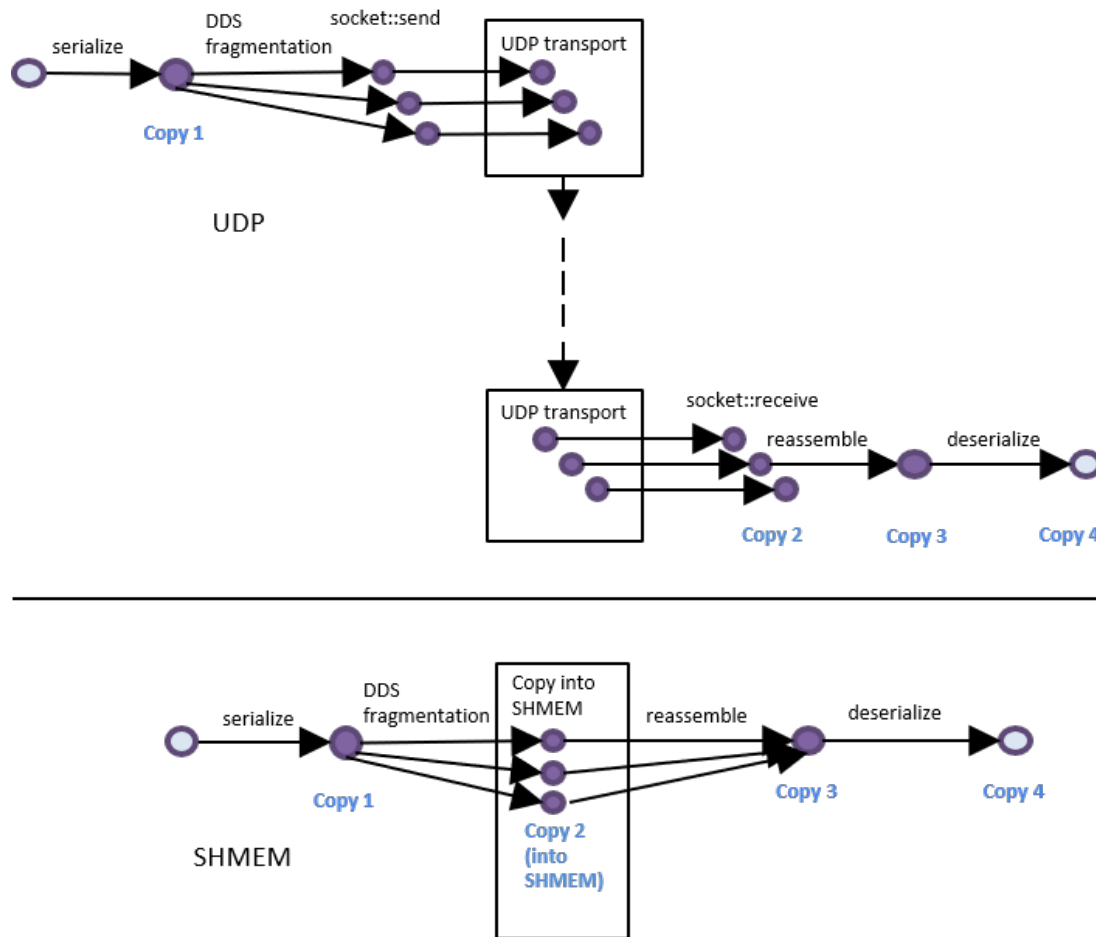 DDS
fragmentation
socket::send
serialize
UDP transport
Copy 1
UDP
UDP transport
socket::receive
reassemble
deserialize
Copy 2
Copy 3
Copy 4
DDS
fragmentation
serialize
Copy into
SHMEM
reassemble
deserialize
Copy 1
Copy 2
(into
SHMEM)
Copy 3
Copy 4
SHMEM